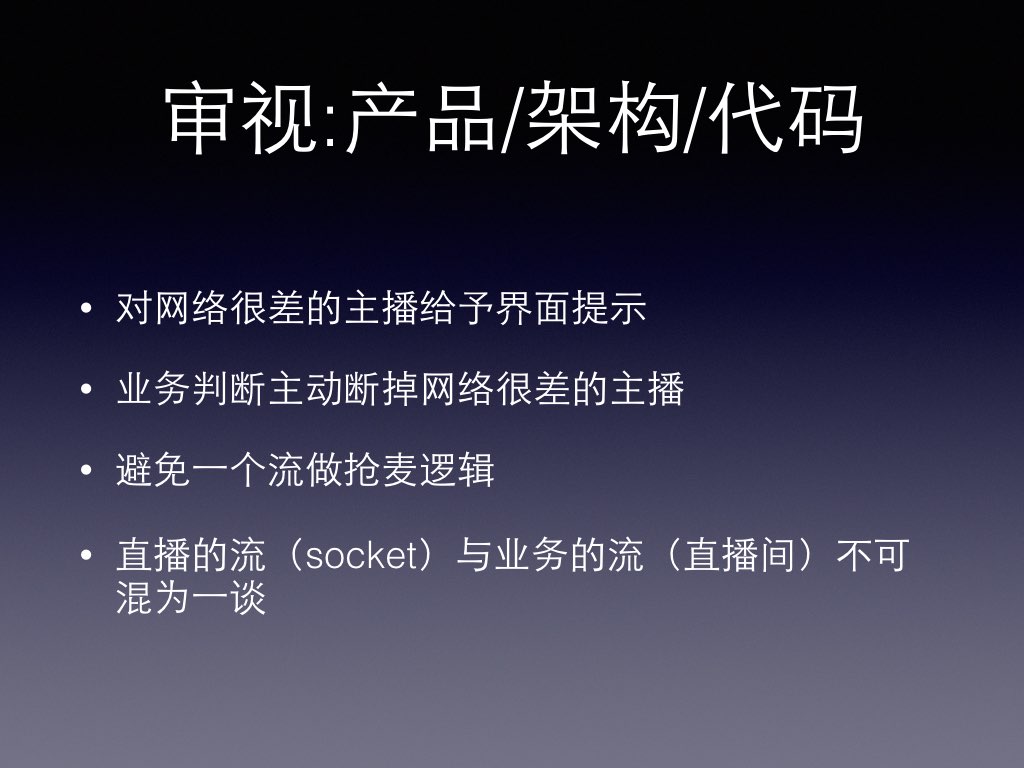 审视:产品/架构/代码
• 对网络很差的主播给予界面提示
• 业务判断主动断掉网络很差的主播
• 避免一个流做抢麦逻辑
• 直播的流（socket）与业务的流（直播间）不可
混为一谈